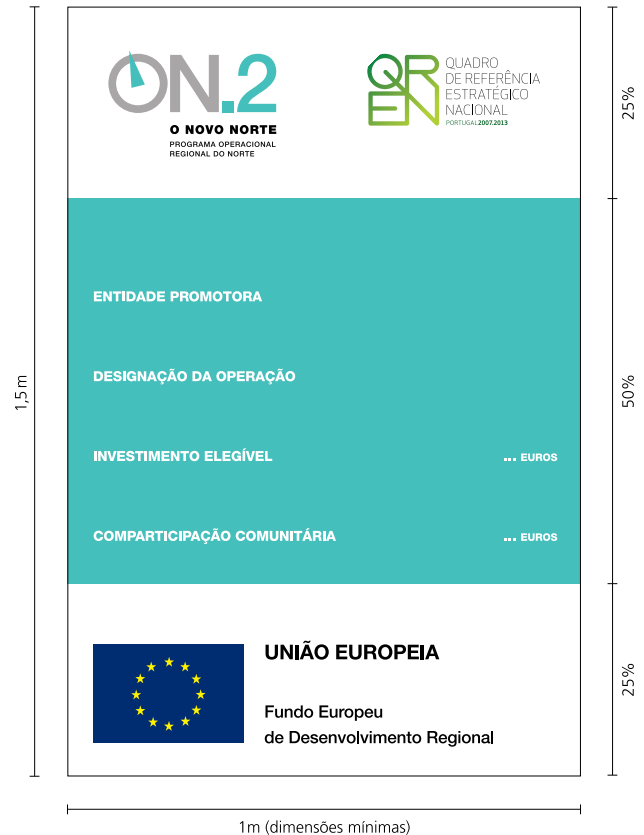 ON.2
O NOVO NORTE
PROGRAMA OPERACIONAL
REGIONAL DO NORTE
QREN
QUADRO
DE REFERÊNCIA
ESTRATÉGICO
NACIONAL
PORTUGAL2007.2013
25%
ENTIDADE PROMOTORA
DESIGNAÇÃO DA OPERAÇÃO
1,5 m
50%
INVESTIMENTO ELEGÍVEL ... EUROS
COMPARTICIPAÇÃO COMUNITÁRIA ... EUROS
UNIÃO EUROPEIA
25%
Fundo Europeu
de Desenvolvimento Regional
1m (dimensões mínimas)